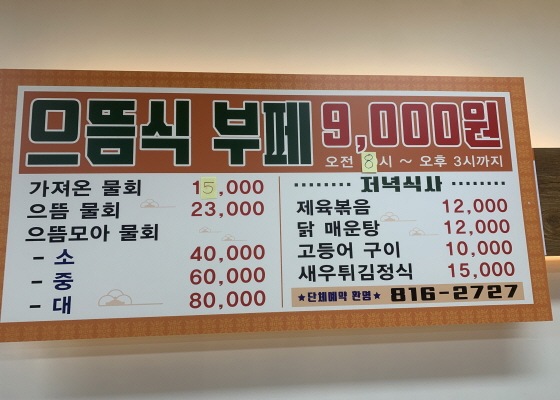 으뜸식 부페 9,000원
오전 8시 ~ 오후 3시까지
가져온 물회 15,000
으뜸 물회 23,000
으뜸모아 물회
- 소 40,000
- 중 60,000
- 대 80,000
저녁식사
제육볶음 12,000
닭 매운탕 12,000
고등어 구이 10,000
새우튀김정식 15,000
★단체예약 환영★ 816-2727